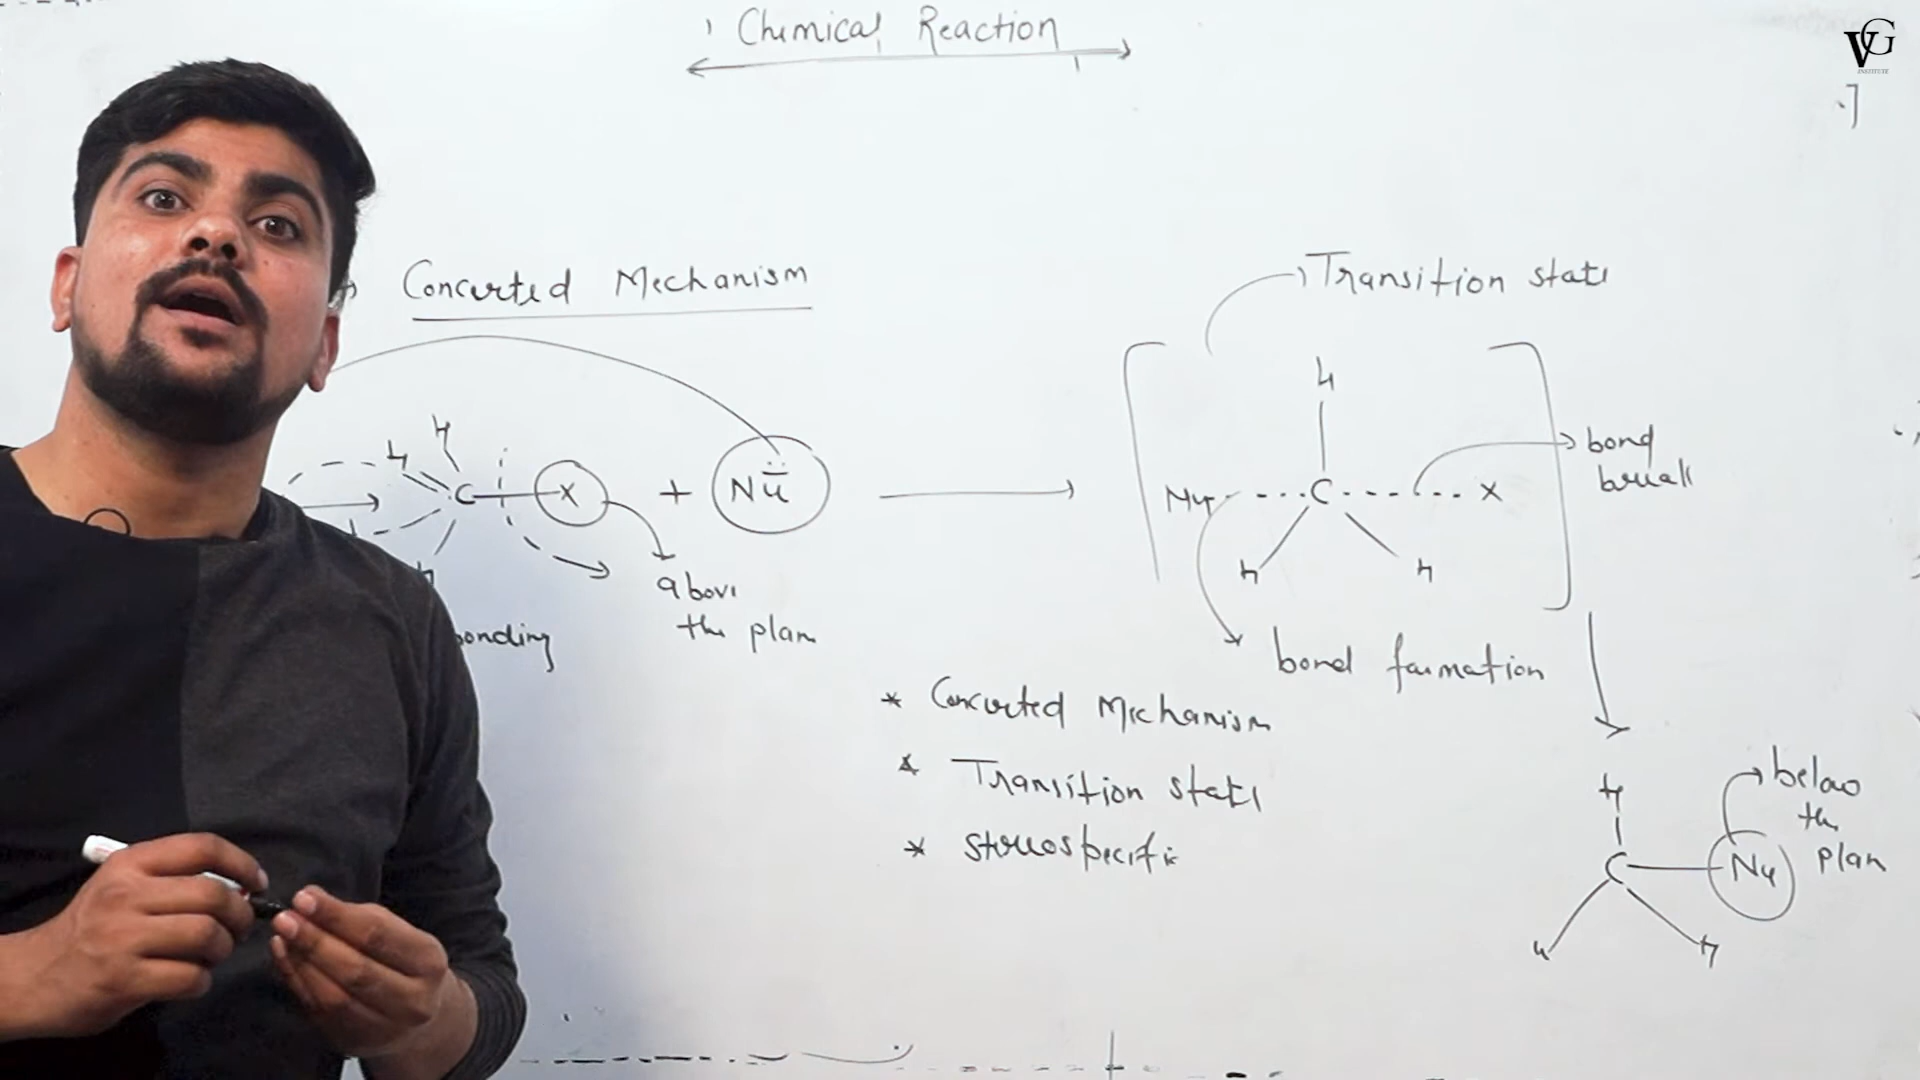 Chemical Reaction
VG
INSTITUTE
Concerted Mechanism
Transition state
H
H
C
X
+
Nu
H
H
Nu
C
X
H
H
bond
break
above
the plan
bonding
bond formation
* Concerted Mechanism
* Transition state
* stereospecific
below
the
plan
H
C
Nu
H
H